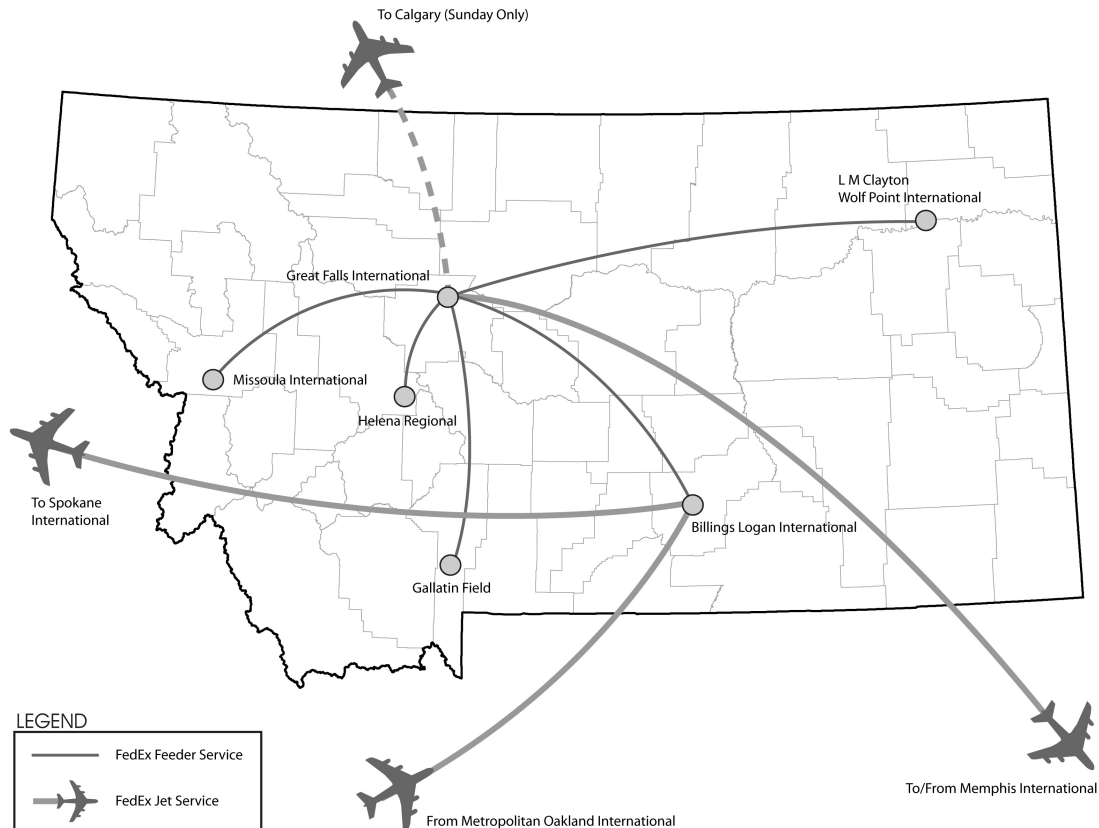 To Calgary (Sunday Only)
L M Clayton
Wolf Point International
Great Falls International
Missoula International
Helena Regional
To Spokane
International
Billings Logan International
Gallatin Field
LEGEND
FedEx Feeder Service
FedEx Jet Service
To/From Memphis International
From Metropolitan Oakland International